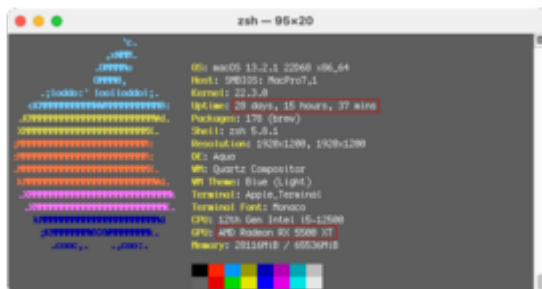 zsh — 95×20
OS: macOS 13.2.1 22D68 x86_64
Host: SMBIOS: MacPro7,1
Kernel: 22.3.0
Uptime: 28 days, 15 hours, 37 mins
Packages: 178 (brew)
Shell: zsh 5.8.1
Resolution: 1920x1200, 1920x1200
DE: Aqua
WM: Quartz Compositor
WM Theme: Blue (Light)
Terminal: Apple_Terminal
Terminal Font: Monaco
CPU: 12th Gen Intel i5-12500
GPU: AMD Radeon RX 5500 XT
Memory: 28116MiB / 65536MiB